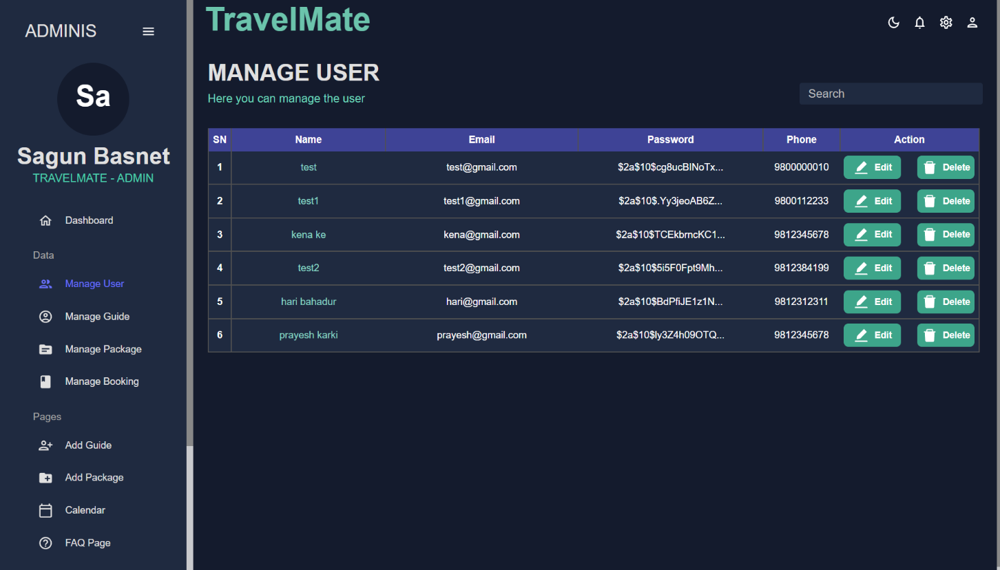 ADMINIS
Sa
Sagun Basnet
TRAVELMATE - ADMIN
Dashboard
Data
Manage User
Manage Guide
Manage Package
Manage Booking
Pages
Add Guide
Add Package
Calendar
FAQ Page
TravelMate
MANAGE USER
Here you can manage the user
Search
SN Name Email Password Phone Action
1 test test@gmail.com $2a$10$cg8ucBINoTx... 9800000010 Edit Delete
2 test1 test1@gmail.com $2a$10$.Yy3jeoAB6Z... 9800112233 Edit Delete
3 kena ke kena@gmail.com $2a$10$TCEkbrncKC1... 9812345678 Edit Delete
4 test2 test2@gmail.com $2a$10$5i5F0Fpt9Mh... 9812384199 Edit Delete
5 hari bahadur hari@gmail.com $2a$10$BdPfiJE1z1N... 9812312311 Edit Delete
6 prayesh karki prayesh@gmail.com $2a$10$ly3Z4h09OTQ... 9812345678 Edit Delete